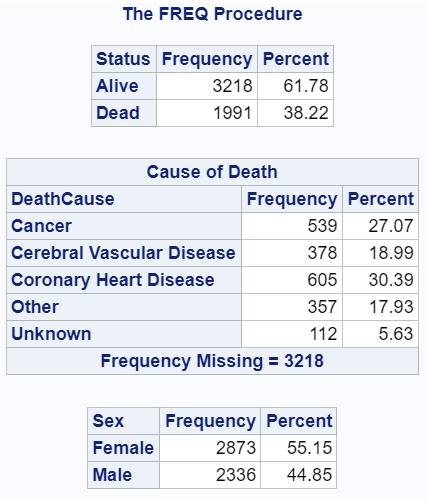 The FREQ Procedure
Status Frequency Percent
Alive 3218 61.78
Dead 1991 38.22
Cause of Death
DeathCause Frequency Percent
Cancer 539 27.07
Cerebral Vascular Disease 378 18.99
Coronary Heart Disease 605 30.39
Other 357 17.93
Unknown 112 5.63
Frequency Missing = 3218
Sex Frequency Percent
Female 2873 55.15
Male 2336 44.85